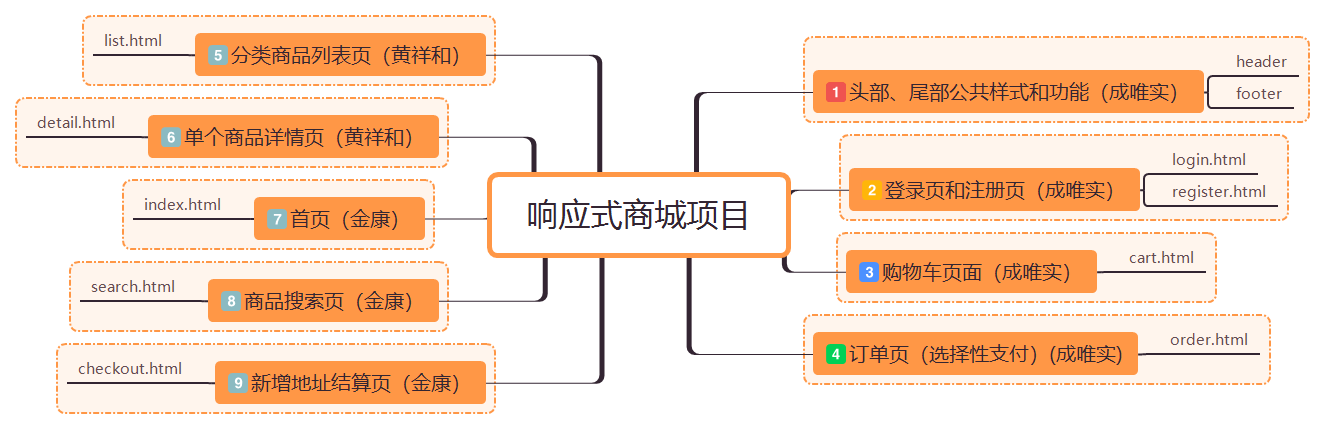 响应式商城项目
1 头部、尾部公共样式和功能（成唯实）
header
footer
2 登录页和注册页（成唯实）
login.html
register.html
3 购物车页面（成唯实）
cart.html
4 订单页（选择性支付）(成唯实)
order.html
5 分类商品列表页（黄祥和）
list.html
6 单个商品详情页（黄祥和）
detail.html
7 首页（金康）
index.html
8 商品搜索页（金康）
search.html
9 新增地址结算页（金康）
checkout.html